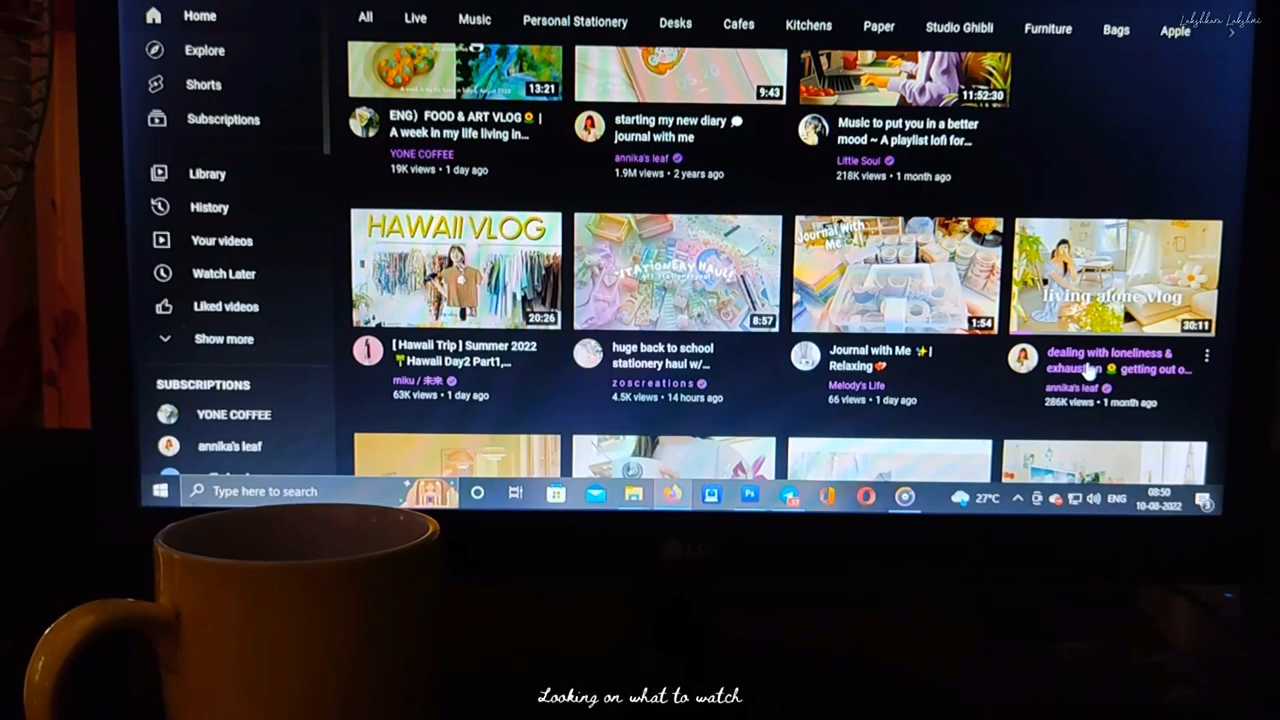 Lakshkara Lakshmi
Home
All
Live
Music
Personal Stationery
Desks
Cafes
Kitchens
Paper
Studio Ghibli
Furniture
Bags
Apple
Explore
Shorts
Subscriptions
13:21
9:43
11:52:30
ENG) FOOD & ART VLOG🌻 |
A week in my life living in...
YONE COFFEE
19K views • 1 day ago
starting my new diary 💬
journal with me
annika's leaf
1.9M views • 2 years ago
Music to put you in a better
mood ~ A playlist lofi for...
Little Soul
218K views • 1 month ago
Library
History
Your videos
Watch Later
Liked videos
Show more
HAWAII VLOG
20:26
STATIONERY HAUL!
8:57
Journal With
Me
1:54
living alone vlog
30:11
[ Hawaii Trip ] Summer 2022
🌴Hawaii Day2 Part1,...
miku / 未来
63K views • 1 day ago
huge back to school
stationery haul w/...
zoscreations
4.5K views • 14 hours ago
Journal with Me ✨ |
Relaxing💖
Melody's Life
66 views • 1 day ago
dealing with loneliness &
exhaustion 🌻 getting out o...
annika's leaf
286K views • 1 month ago
SUBSCRIPTIONS
YONE COFFEE
annika's leaf
Type here to search
27°C
ENG
08:50
10-08-2022
LG
Looking on what to watch